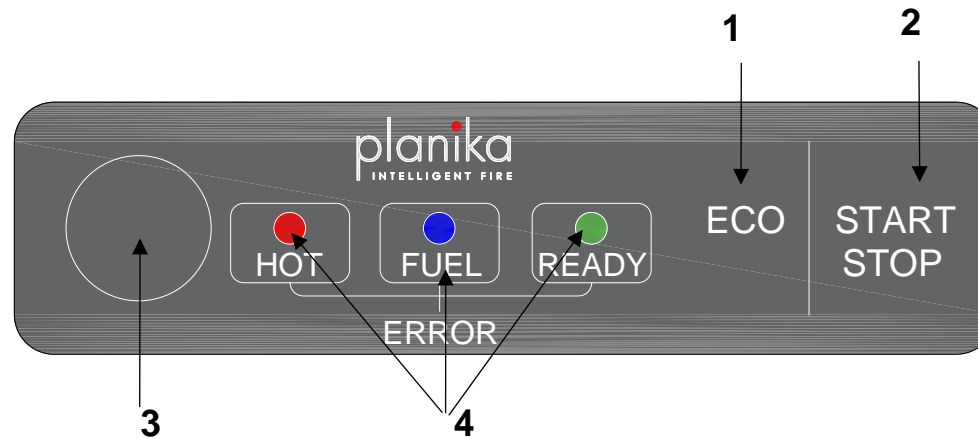 1
2
planika
INTELLIGENT FIRE
ECO
START
STOP
HOT
FUEL
READY
ERROR
3
4